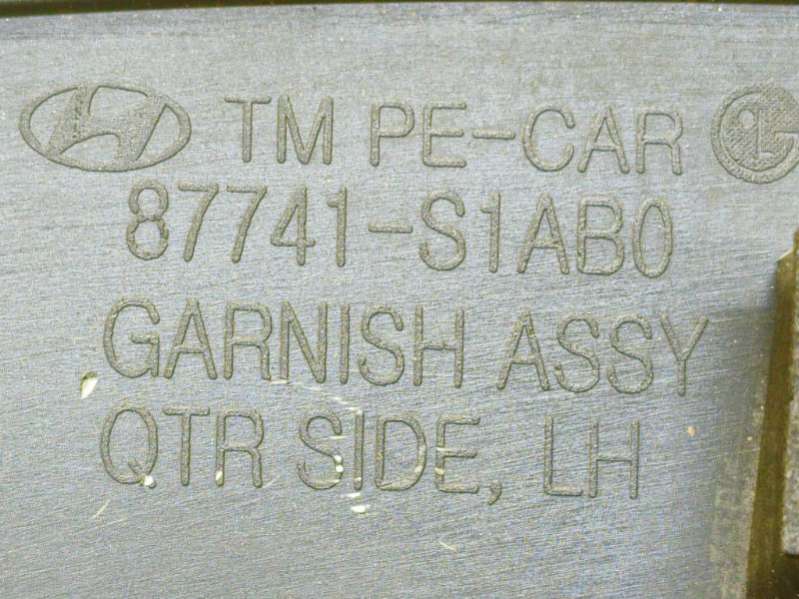 TM PE-CAR
87741-S1AB0
GARNISH ASSY
QTR SIDE, LH